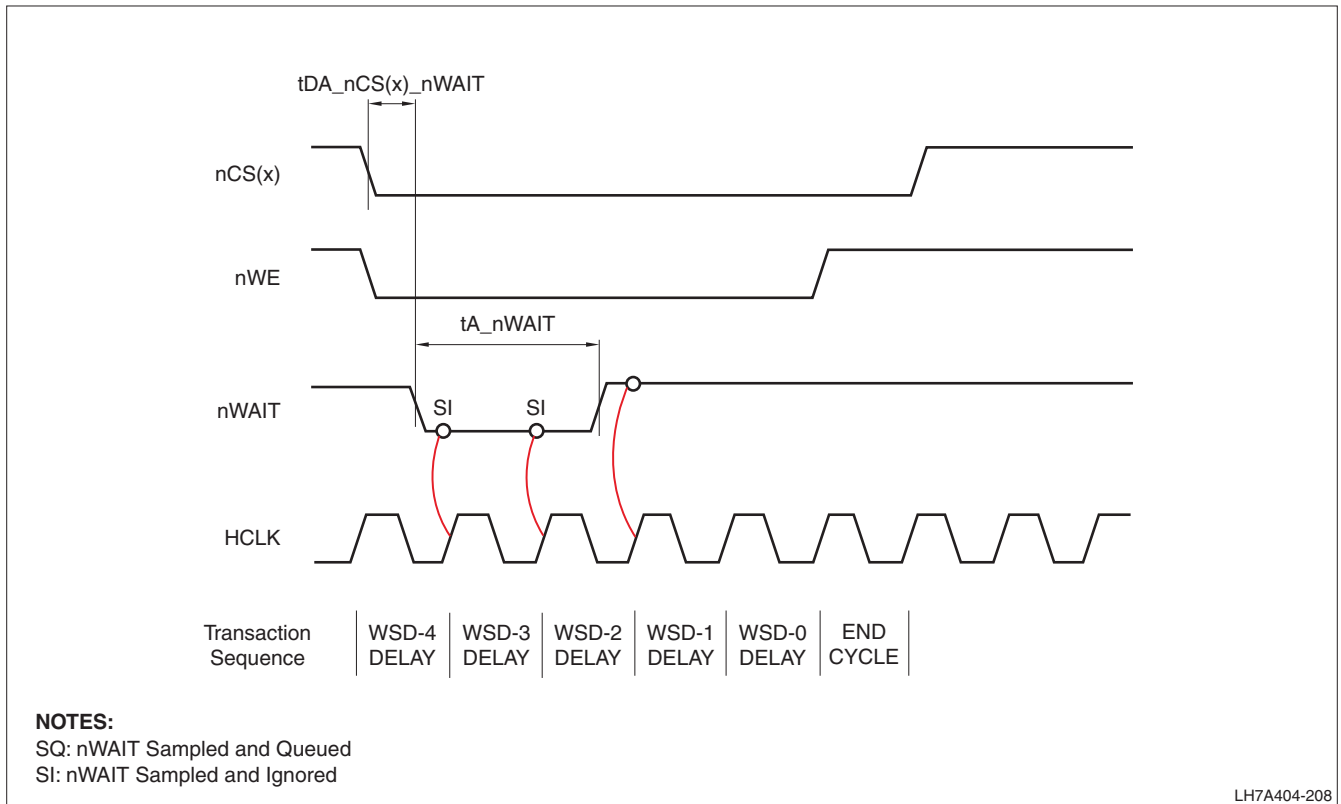 tDA_nCS(x)_nWAIT
nCS(x)
nWE
tA_nWAIT
nWAIT
SI
SI
HCLK
Transaction
Sequence
WSD-4
DELAY
WSD-3
DELAY
WSD-2
DELAY
WSD-1
DELAY
WSD-0
DELAY
END
CYCLE
NOTES:
SQ: nWAIT Sampled and Queued
SI: nWAIT Sampled and Ignored
LH7A404-208